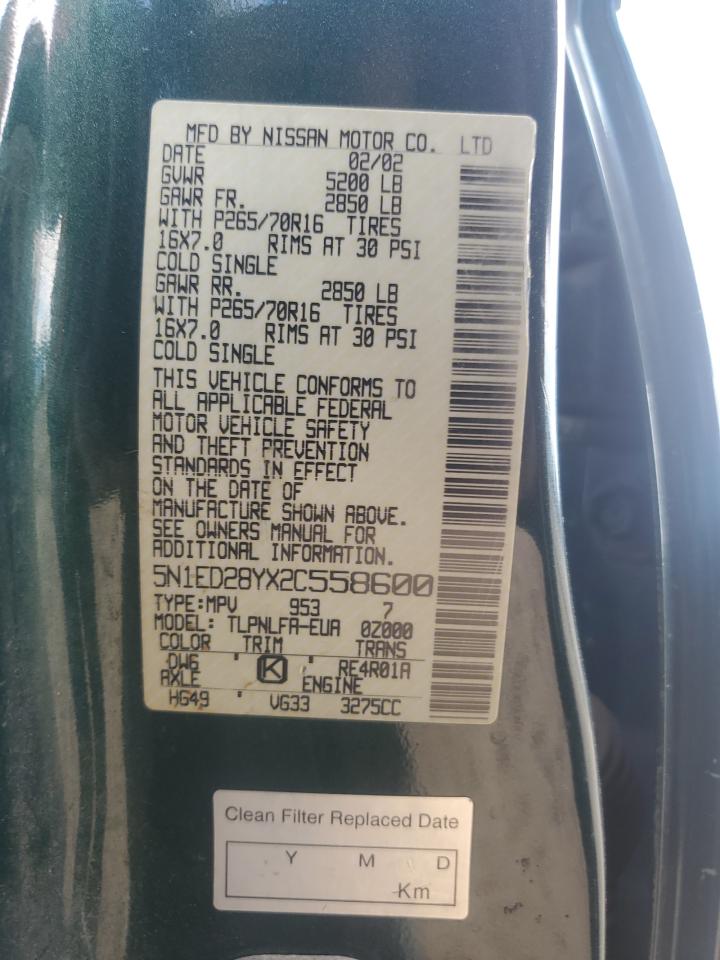 MFD BY NISSAN MOTOR CO. LTD
DATE 02/02
GVWR 5200 LB
GAWR FR. 2850 LB
WITH P265/70R16 TIRES
16X7.0 RIMS AT 30 PSI
COLD SINGLE
GAWR RR. 2850 LB
WITH P265/70R16 TIRES
16X7.0 RIMS AT 30 PSI
COLD SINGLE
THIS VEHICLE CONFORMS TO
ALL APPLICABLE FEDERAL
MOTOR VEHICLE SAFETY
AND THEFT PREVENTION
STANDARDS IN EFFECT
ON THE DATE OF
MANUFACTURE SHOWN ABOVE.
SEE OWNERS MANUAL FOR
ADDITIONAL INFORMATION.
5N1ED28YX2C558600
TYPE:MPV 953 7
MODEL: TLPNLFA-EUA 0Z000
COLOR TRIM TRANS
DW6 K RE4R01A
AXLE ENGINE
HG49 VG33 3275CC
Clean Filter Replaced Date
Y M D
Km